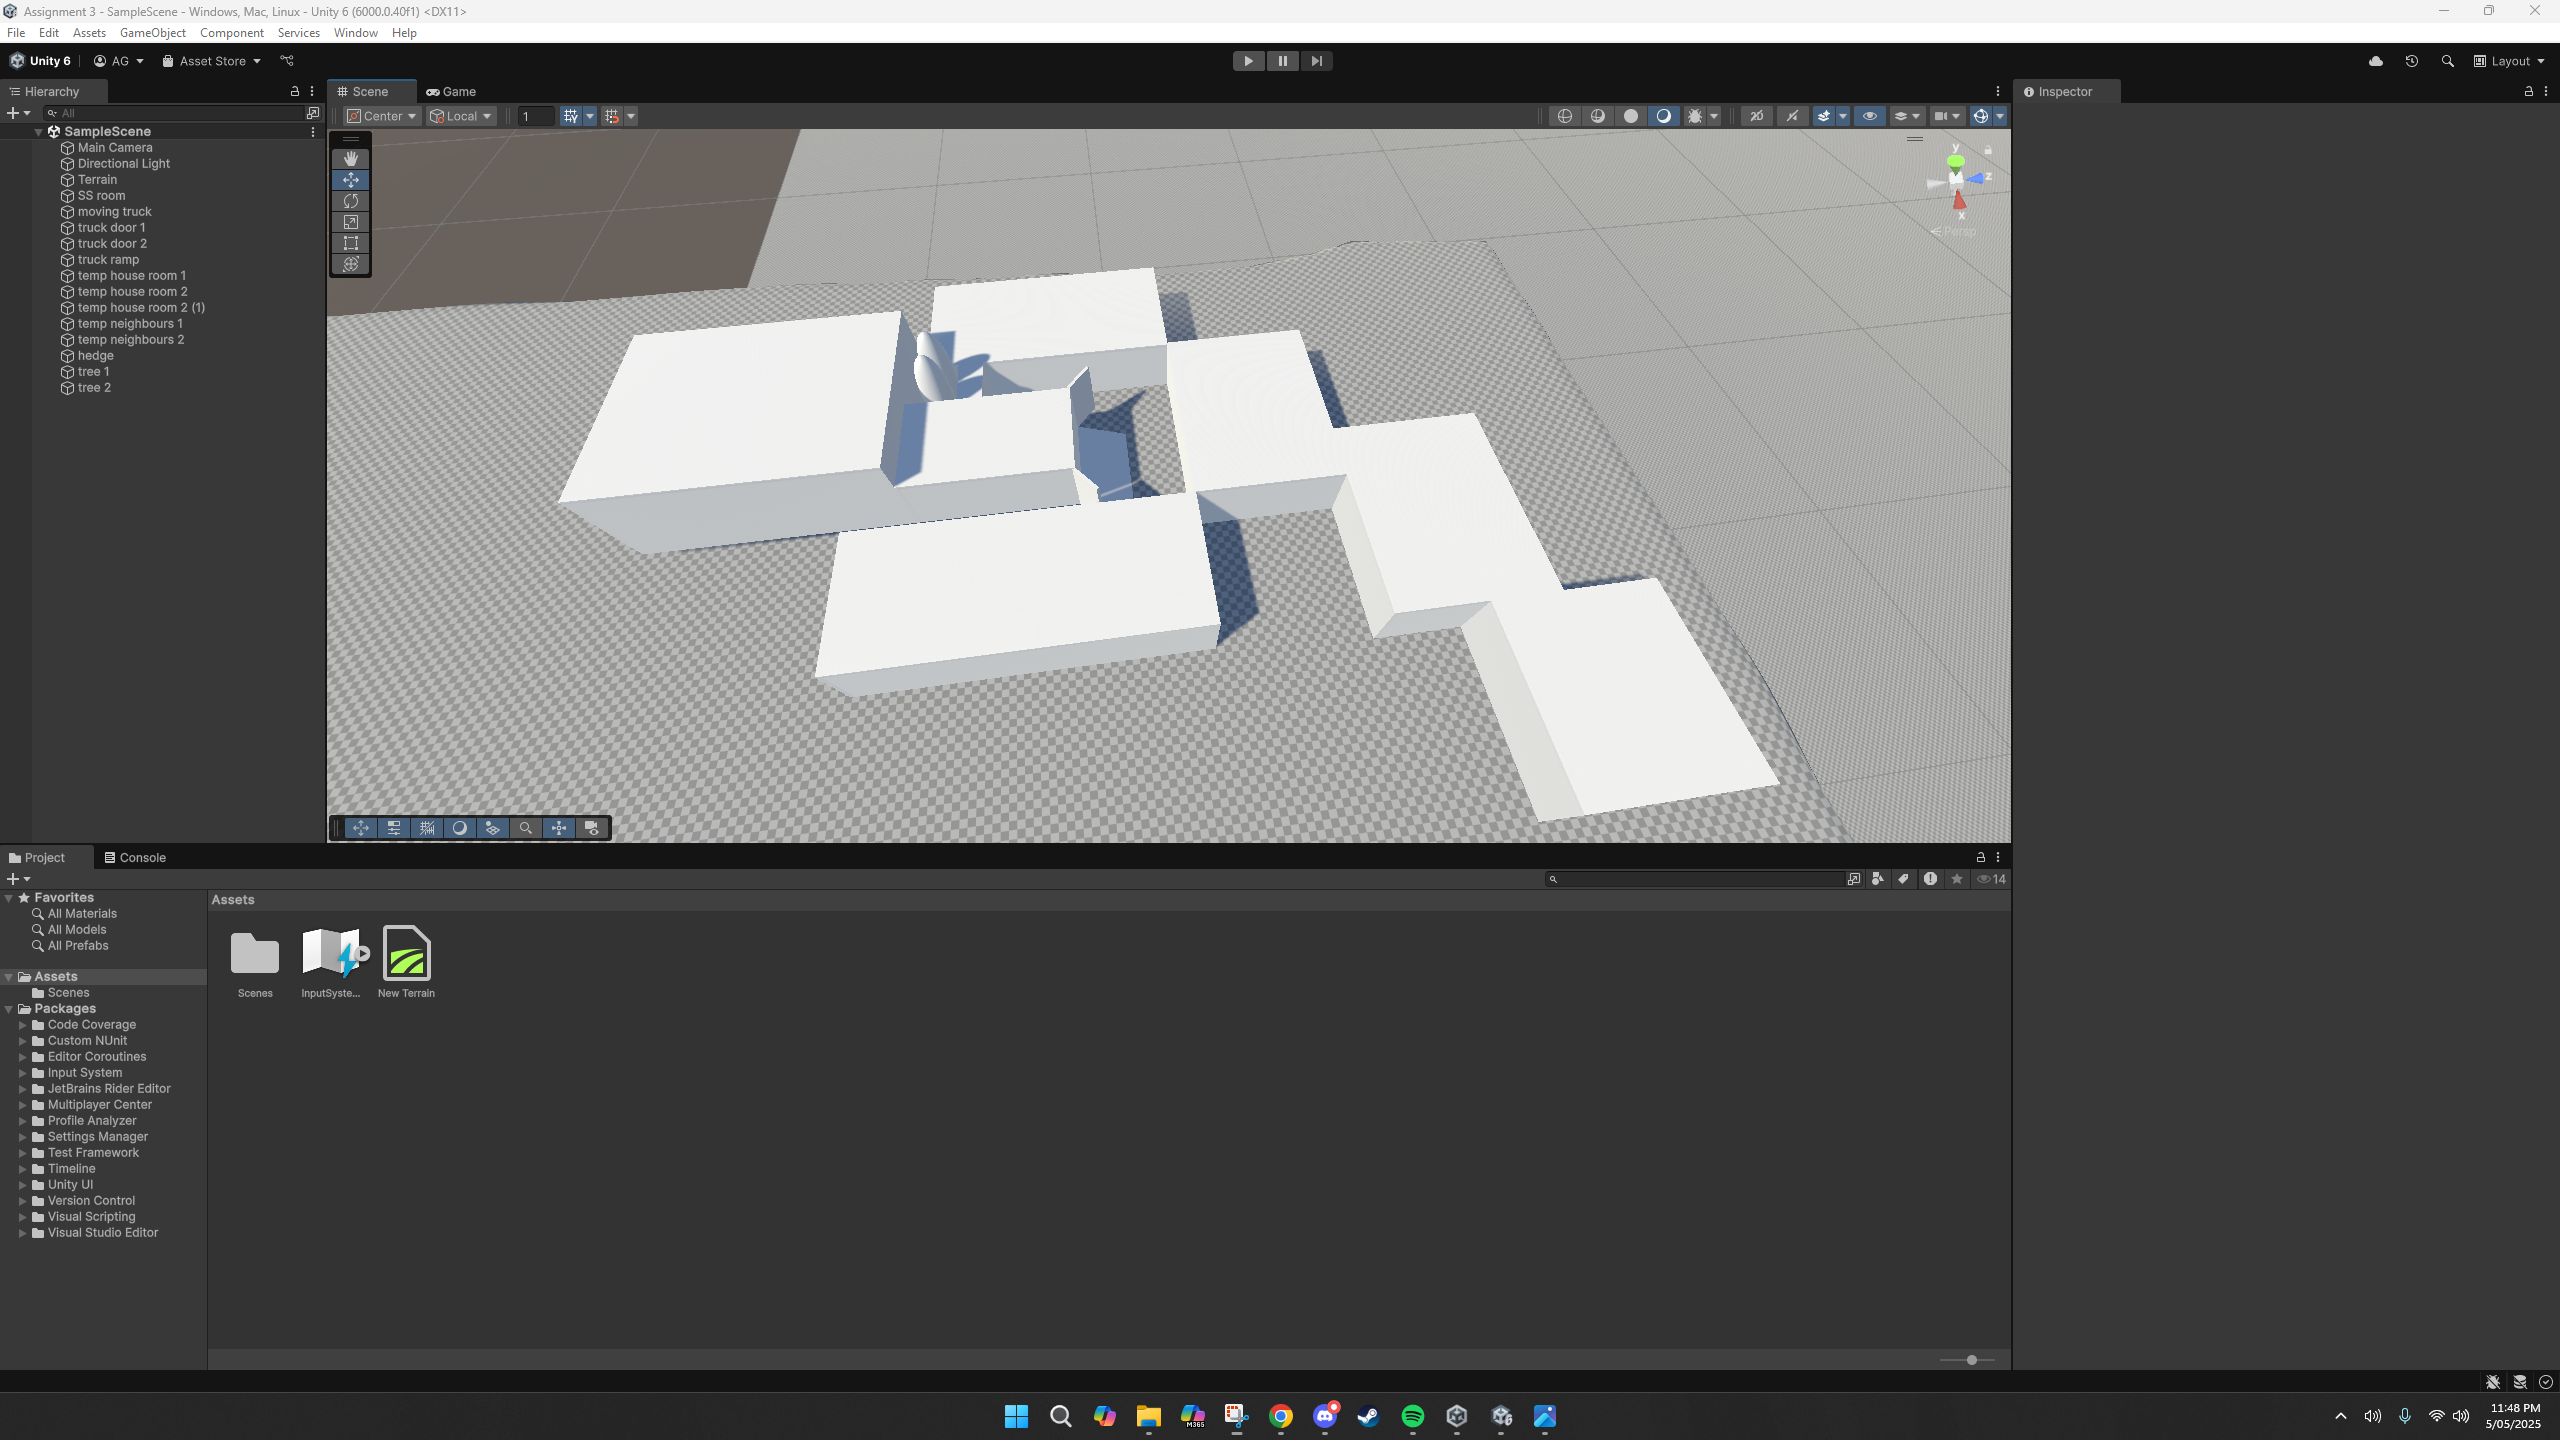 Assignment 3 - SampleScene - Windows, Mac, Linux - Unity 6 (6000.0.40f1) <DX11>
File Edit Assets GameObject Component Services Window Help
Unity 6 AG Asset Store Layout
Hierarchy
All
SampleScene
Main Camera
Directional Light
Terrain
SS room
moving truck
truck door 1
truck door 2
truck ramp
temp house room 1
temp house room 2
temp house room 2 (1)
temp neighbours 1
temp neighbours 2
hedge
tree 1
tree 2
Scene Game
Center Local 1 2D
y
z
x
Persp
Inspector
Project Console
14
Favorites
All Materials
All Models
All Prefabs
Assets
Scenes
Packages
Code Coverage
Custom NUnit
Editor Coroutines
Input System
JetBrains Rider Editor
Multiplayer Center
Profile Analyzer
Settings Manager
Test Framework
Timeline
Unity UI
Version Control
Visual Scripting
Visual Studio Editor
Assets
Scenes InputSyste... New Terrain
M365
11:48 PM
5/05/2025